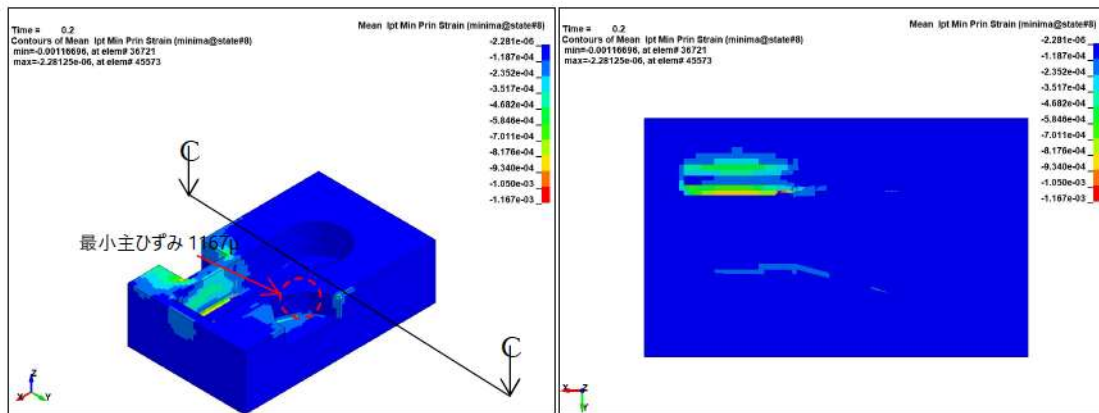 Time = 0.2
Contours of Mean Ipt Min Prin Strain (minima@state#8)
min=-0.00116696, at elem# 36721
max=-2.28125e-06, at elem# 45573
Mean Ipt Min Prin Strain (minima@state#8)
-2.281e-06
-1.187e-04
-2.352e-04
-3.517e-04
-4.682e-04
-5.846e-04
-7.011e-04
-8.176e-04
-9.340e-04
-1.050e-03
-1.167e-03
C
最小主ひずみ 1167μ
C
Z
X
Y
Time = 0.2
Contours of Mean Ipt Min Prin Strain (minima@state#8)
min=-0.00116696, at elem# 36721
max=-2.28125e-06, at elem# 45573
Mean Ipt Min Prin Strain (minima@state#8)
-2.281e-06
-1.187e-04
-2.352e-04
-3.517e-04
-4.682e-04
-5.846e-04
-7.011e-04
-8.176e-04
-9.340e-04
-1.050e-03
-1.167e-03
X
Z
Y